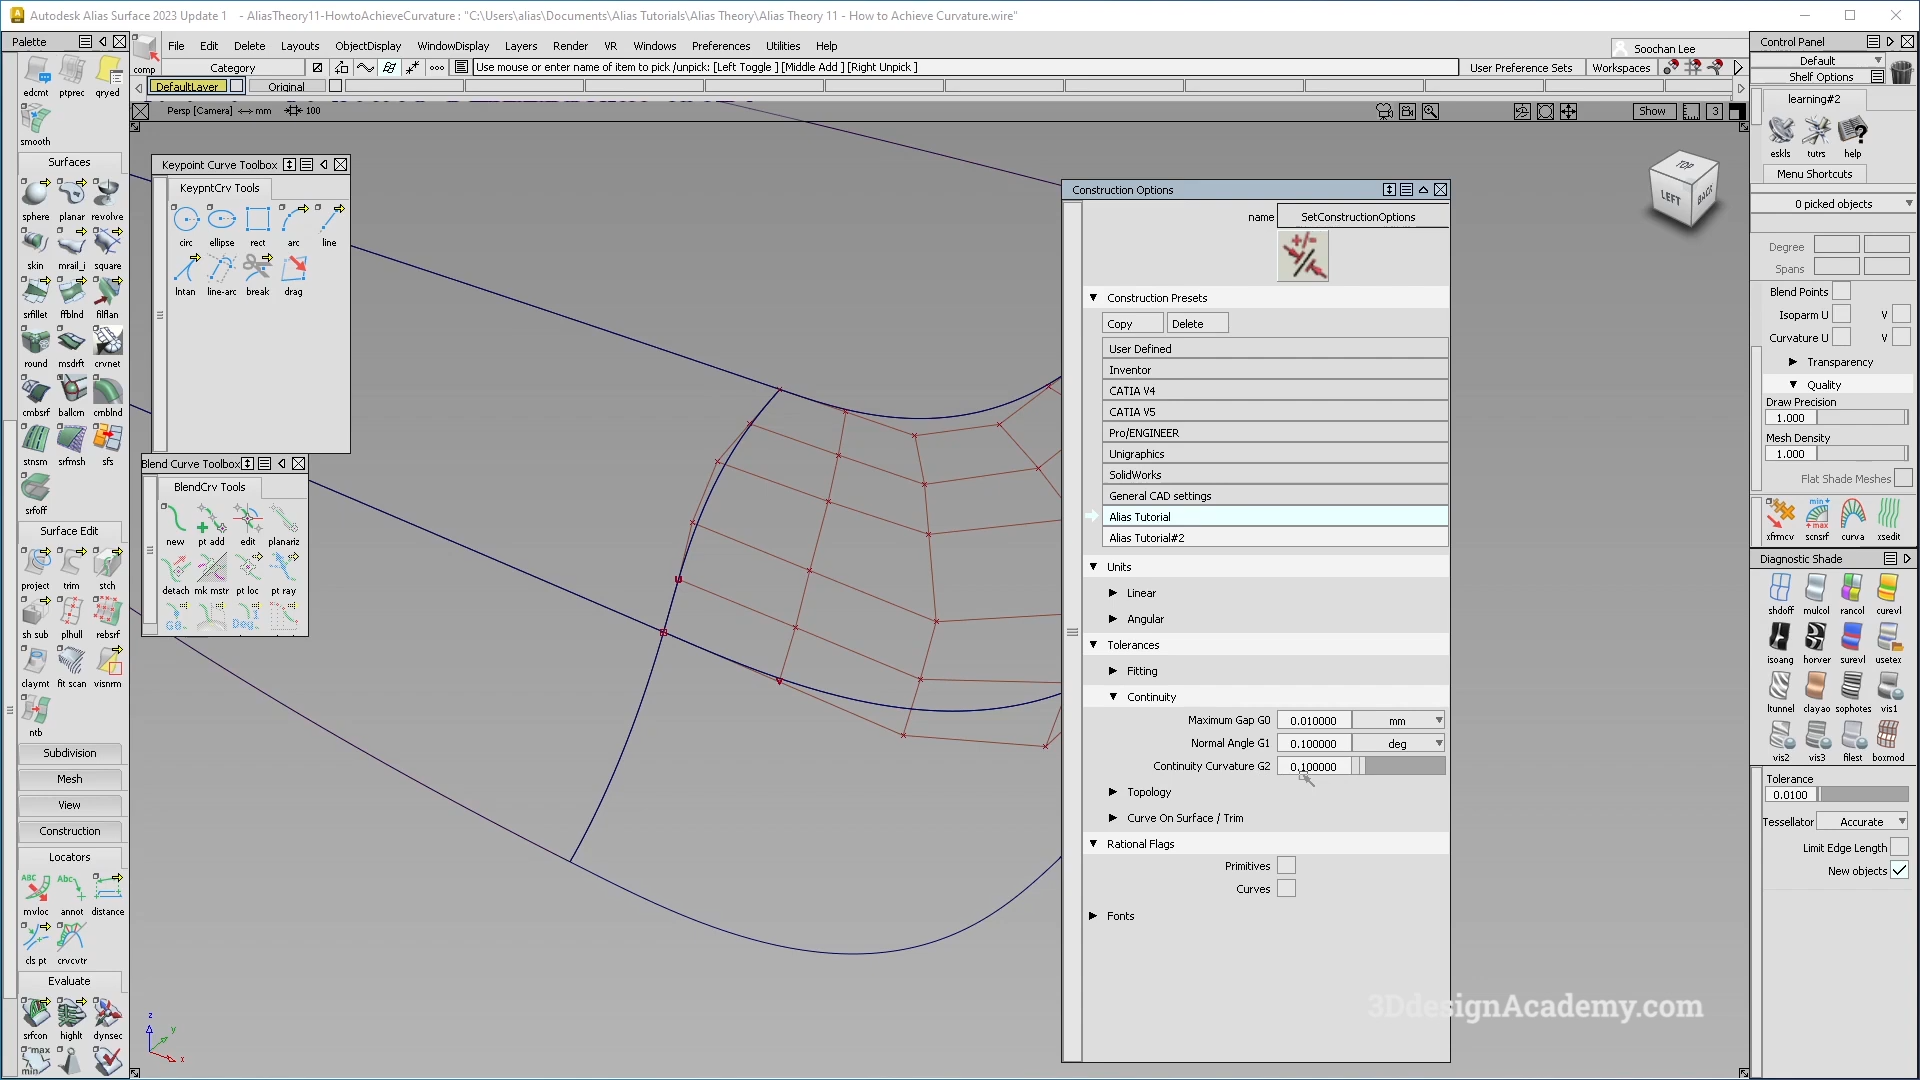 Autodesk Alias Surface 2023 Update 1 - AliasTheory11-HowtoAchieveCurvature : "C:\Users\alias\Documents\Alias Tutorials\Alias Theory\Alias Theory 11 - How to Achieve Curvature.wire"
Palette
File Edit Delete Layouts ObjectDisplay WindowDisplay Layers Render VR Windows Preferences Utilities Help
Soochan Lee
comp
Category
Use mouse or enter name of item to pick /unpick: [Left Toggle ] [Middle Add ] [Right Unpick ]
User Preference Sets
Workspaces
DefaultLayer
Original
Persp [Camera] <-> mm 100
Show
3
edcmt ptprec qryed
smooth
Surfaces
sphere planar revolve
skin mrail_i square
srfillet ffblnd filflan
round msdrft crvnet
cmbsrf ballcrn crnblnd
stnsm srfmsh sfs
srfoff
Surface Edit
project trim stch
sh sub plhull rebsrf
claymt fit scan visnrm
ntb
Subdivision
Mesh
View
Construction
Locators
mvloc annot distance
cls pt crvcvtr
Evaluate
srfcon highlt dynsec
Keypoint Curve Toolbox
KeypntCrv Tools
circ ellipse rect arc line
lntan line-arc break drag
Blend Curve Toolbox
BlendCrv Tools
new pt add edit planariz
detach mk mstr pt loc pt ray
TOP
LEFT
BACK
Construction Options
name SetConstructionOptions
Construction Presets
Copy Delete
User Defined
Inventor
CATIA V4
CATIA V5
Pro/ENGINEER
Unigraphics
SolidWorks
General CAD settings
Alias Tutorial
Alias Tutorial#2
Units
Linear
Angular
Tolerances
Fitting
Continuity
Maximum Gap G0 0.010000 mm
Normal Angle G1 0.100000 deg
Continuity Curvature G2 0.100000
Topology
Curve On Surface / Trim
Rational Flags
Primitives
Curves
Fonts
3DdesignAcademy.com
z
y
x
Control Panel
Default
Shelf Options
learning#2
eskls tutrs help
Menu Shortcuts
0 picked objects
Degree
Spans
Blend Points
Isoparm U V
Curvature U V
Transparency
Quality
Draw Precision
1.000
Mesh Density
1.000
Flat Shade Meshes
xfrmcv scnsrf curva xsedit
Diagnostic Shade
shdoff mulcol rancol curevl
isoang horver surevl usetex
ltunnel clayao sophotes vis1
vis2 vis3 filest boxmod
Tolerance
0.0100
Tessellator Accurate
Limit Edge Length
New objects